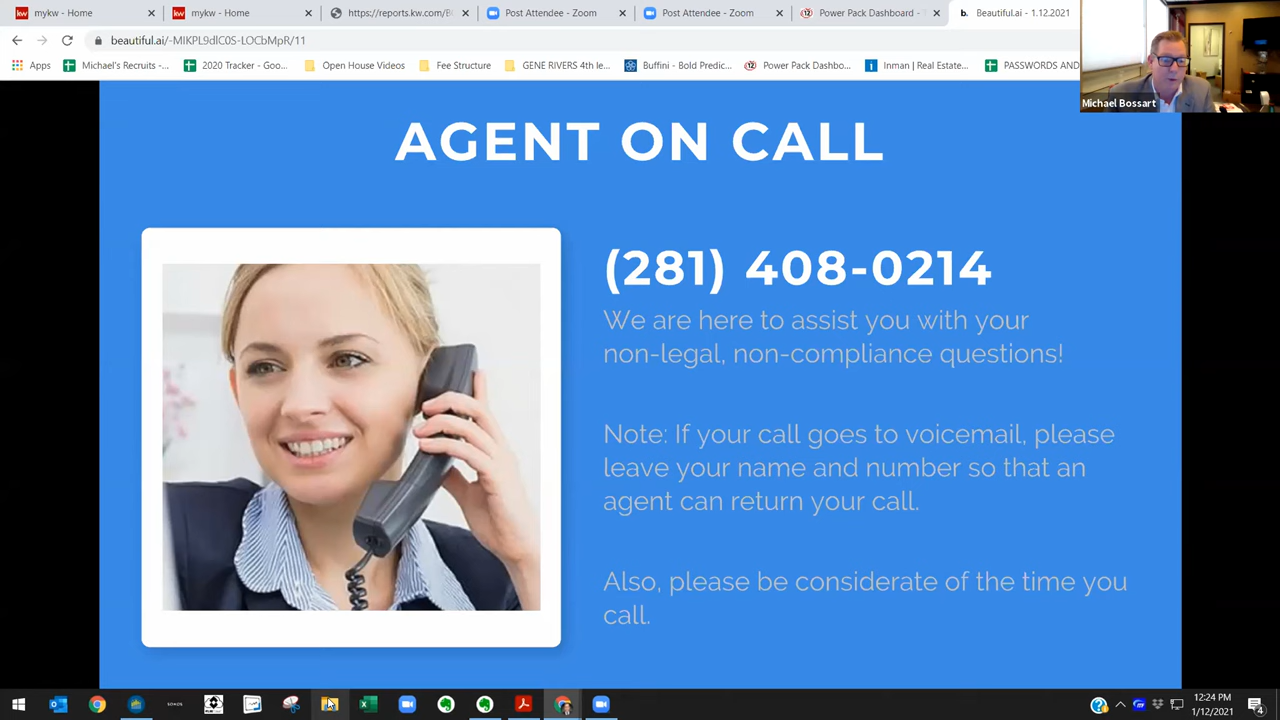 mykw - Home
mykw - Home
https://reports.kw.com/B
Post Attendee - Zoom
Post Attendee - Zoom
Power Pack Dashboard -
b. Beautiful.ai - 1.12.2021
beautiful.ai/-MIKPL9dlC0S-LOCbMpR/11
Apps
Michael's Recruits -
2020 Tracker - Goo...
Open House Videos
Fee Structure
GENE RIVERS 4th le...
Buffini - Bold Predic...
Power Pack Dashbo...
Inman | Real Estate...
PASSWORDS AND
Michael Bossart
AGENT ON CALL
(281) 408-0214
We are here to assist you with your
non-legal, non-compliance questions!
Note: If your call goes to voicemail, please
leave your name and number so that an
agent can return your call.
Also, please be considerate of the time you
call.
SONOS
12:24 PM
1/12/2021
4